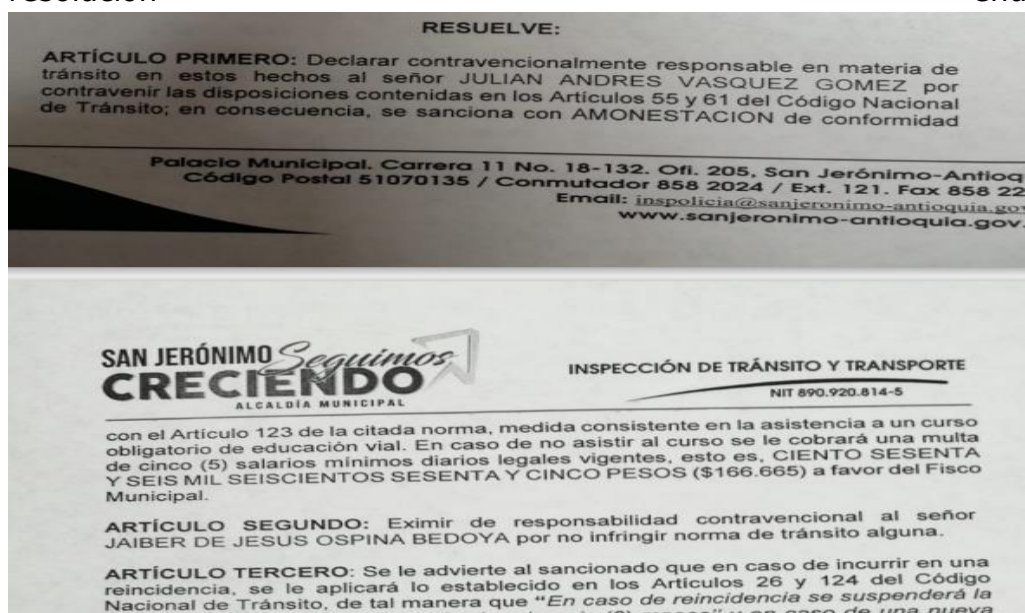 RESUELVE:
ARTÍCULO PRIMERO: Declarar contravencionalmente responsable en materia de
tránsito en estos hechos al señor JULIAN ANDRES VASQUEZ GOMEZ por
contravenir las disposiciones contenidas en los Artículos 55 y 61 del Código Nacional
de Tránsito; en consecuencia, se sanciona con AMONESTACION de conformidad
Palacio Municipal. Carrera 11 No. 18-132. Ofi. 205, San Jerónimo-Antioq
Código Postal 51070135 / Conmutador 858 2024 / Ext. 121. Fax 858 22
Email: inspolicia@sanjeronimo-antioquia.gov
www.sanjeronimo-antioquia.gov.
SAN JERÓNIMO Seguimos
CRECIENDO
ALCALDÍA MUNICIPAL
INSPECCIÓN DE TRÁNSITO Y TRANSPORTE
NIT 890.920.814-5
con el Artículo 123 de la citada norma, medida consistente en la asistencia a un curso
obligatorio de educación vial. En caso de no asistir al curso se le cobrará una multa
de cinco (5) salarios mínimos diarios legales vigentes, esto es, CIENTO SESENTA
Y SEIS MIL SEISCIENTOS SESENTA Y CINCO PESOS ($166.665) a favor del Fisco
Municipal.
ARTÍCULO SEGUNDO: Eximir de responsabilidad contravencional al señor
JAIBER DE JESUS OSPINA BEDOYA por no infringir norma de tránsito alguna.
ARTÍCULO TERCERO: Se le advierte al sancionado que en caso de incurrir en una
reincidencia, se le aplicará lo establecido en los Artículos 26 y 124 del Código
Nacional de Tránsito, de tal manera que "En caso de reincidencia se suspenderá la